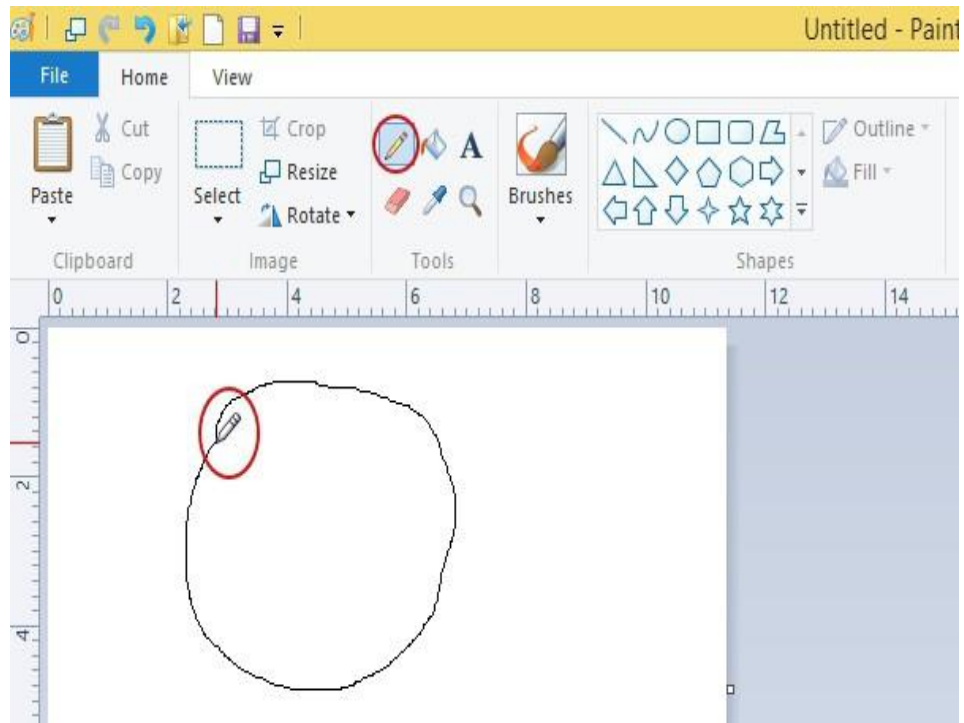 Untitled - Paint
File Home View
Cut Crop Outline
Copy Resize Fill
Paste Select Rotate A Brushes
Clipboard Image Tools Shapes
0 2 4 6 8 10 12 14
0
2
4